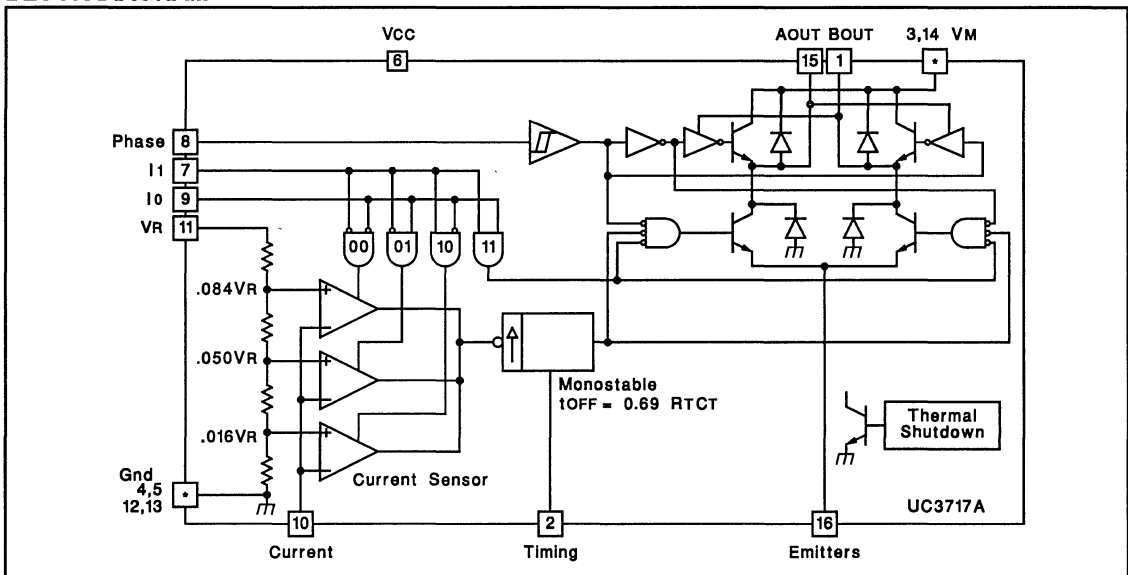 VCC
6
AOUT BOUT
15
1
3,14 VM
*
Phase
8
I1
7
I0
9
VR
11
00
01
10
11
.084VR
.050VR
.016VR
Monostable
tOFF = 0.69 RTCT
Thermal
Shutdown
Current Sensor
Gnd
4,5
12,13
*
UC3717A
10
2
16
Current
Timing
Emitters